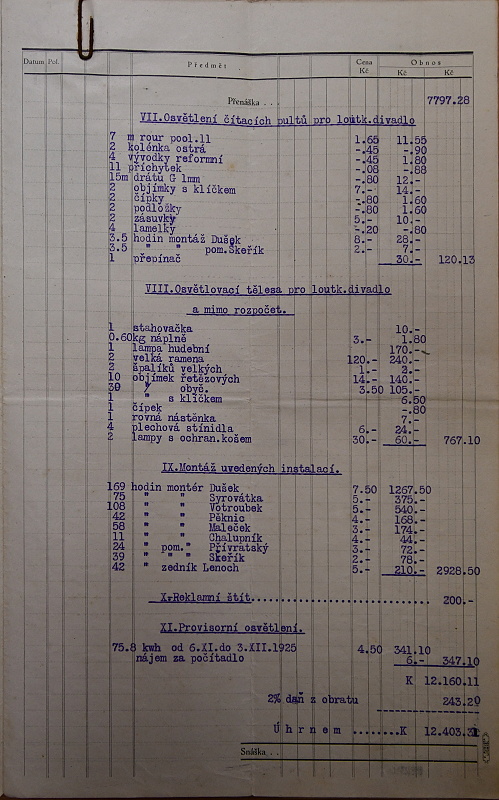 Datum Pol. Předmět Cena Obnos
Kč Kč Kč
Přenáška . . . 7797.28
VII.Osvětlení čítacích pultů pro loutk.divadlo
7 m rour pool.11 1.65 11.55
2 kolénka ostrá -.45 -.90
4 vývodky reformní -.45 1.80
11 příchytek -.08 -.88
15m drátu G 1mm -.80 12.-
2 objímky s klíčkem 7.- 14.-
2 čípky -.80 1.60
2 podložky -.80 1.60
2 zásuvky 5.- 10.-
4 lamelky -.20 -.80
3.5 hodin montáž Dušek 8.- 28.-
3.5 " " pom.Skeřík 2.- 7.-
1 přepínač 30.- 120.13
VIII.Osvětlovací tělesa pro loutk.divadlo
a mimo rozpočet.
1 stahovačka 10.-
0.60kg náplně 3.- 1.80
1 lampa hudební 170.-
2 velká ramena 120.- 240.-
2 špalíků velkých 1.- 2.-
10 objímek řetězových 14.- 140.-
30 " obyč. 3.50 105.-
1 " s klíčkem 6.50
1 čípek -.80
1 rovná nástěnka 7.-
4 plechová stínidla 6.- 24.-
2 lampy s ochran.košem 30.- 60.- 767.10
IX.Montáž uvedených instalací.
169 hodin montér Dušek 7.50 1267.50
75 " " Syrovátka 5.- 375.-
108 " " Votroubek 5.- 540.-
42 " " Pěknic 4.- 168.-
58 " " Maleček 3.- 174.-
11 " " Chalupník 4.- 44.-
24 " pom." Přívratský 3.- 72.-
39 " " " Skeřík 2.- 78.-
42 " zedník Lenoch 5.- 210.- 2928.50
X.Reklamní štít.................................. 200.-
XI.Provisorní osvětlení.
75.8 kwh od 6.XI.do 3.XII.1925 4.50 341.10
nájem za počítadlo 6.- 347.10
K 12.160.11
2% daň z obratu 243.20
Úhrnem ........K 12.403.31
Snáška . . .